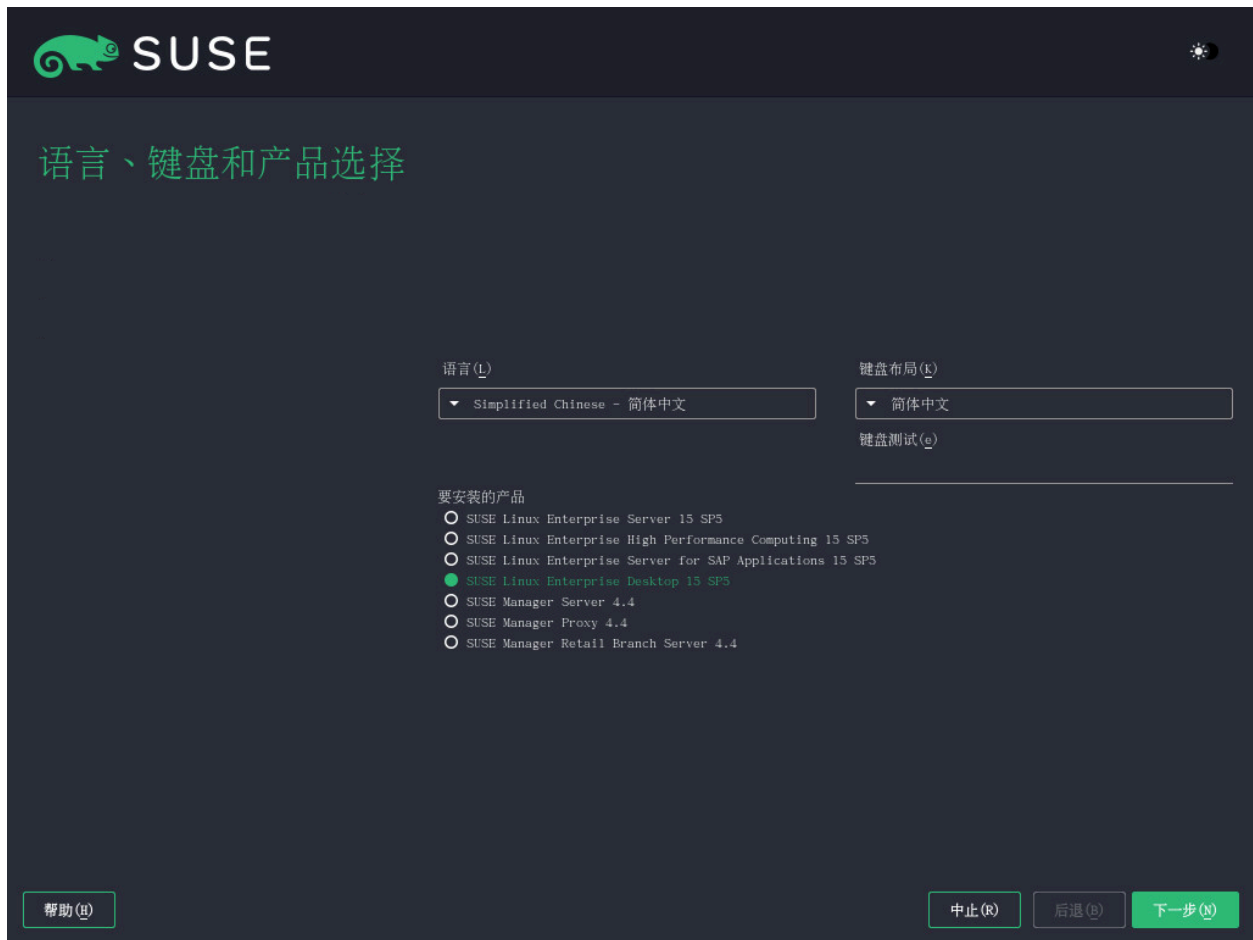 SUSE
语言、键盘和产品选择
语言(L)
键盘布局(K)
Simplified Chinese - 简体中文
简体中文
键盘测试(e)
要安装的产品
SUSE Linux Enterprise Server 15 SP5
SUSE Linux Enterprise High Performance Computing 15 SP5
SUSE Linux Enterprise Server for SAP Applications 15 SP5
SUSE Linux Enterprise Desktop 15 SP5
SUSE Manager Server 4.4
SUSE Manager Proxy 4.4
SUSE Manager Retail Branch Server 4.4
帮助(H)
中止(R)
后退(B)
下一步(N)